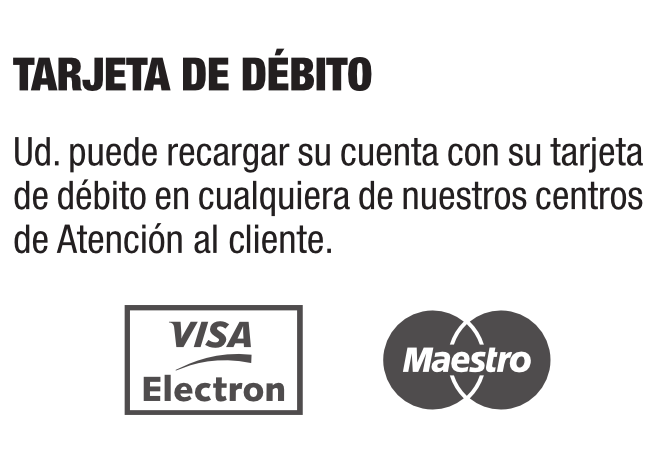 TARJETA DE DÉBITO
Ud. puede recargar su cuenta con su tarjeta
de débito en cualquiera de nuestros centros
de Atención al cliente.
VISA
Electron
Maestro